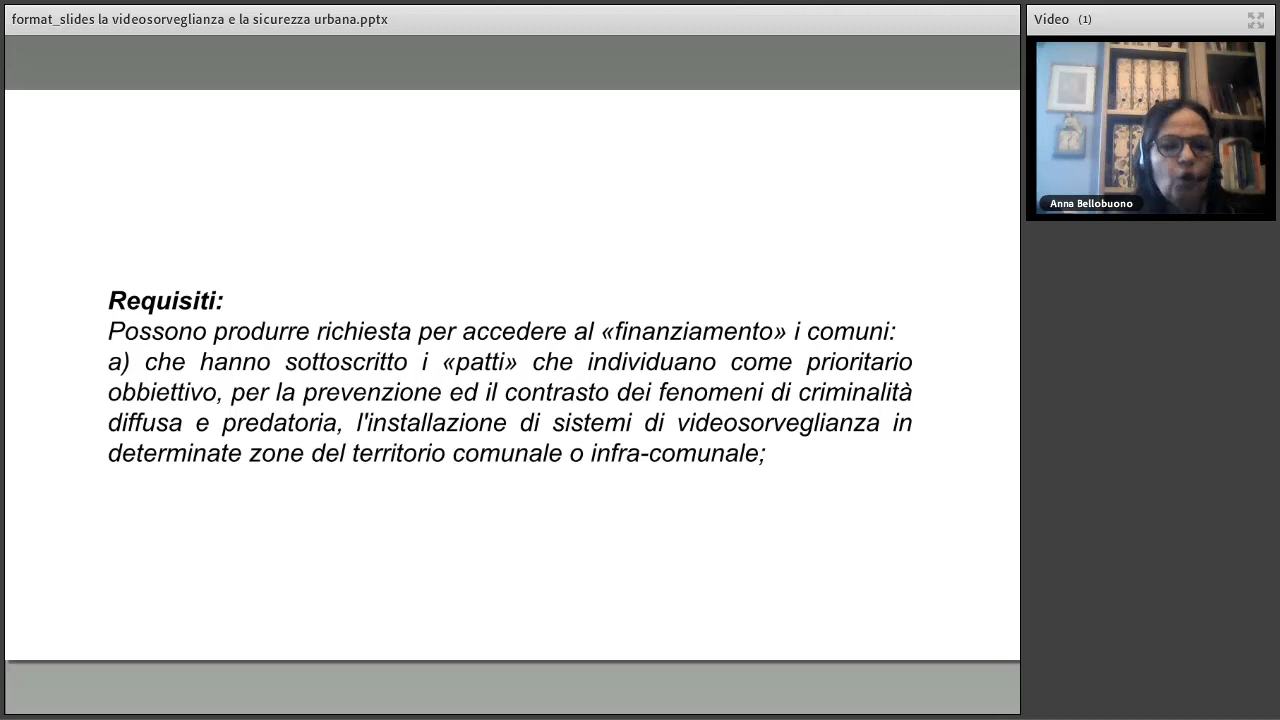 format_slides la videosorveglianza e la sicurezza urbana.pptx
Video (1)
Anna Bellobuono
Requisiti:
Possono produrre richiesta per accedere al «finanziamento» i comuni:
a) che hanno sottoscritto i «patti» che individuano come prioritario
obbiettivo, per la prevenzione ed il contrasto dei fenomeni di criminalità
diffusa e predatoria, l'installazione di sistemi di videosorveglianza in
determinate zone del territorio comunale o infra-comunale;